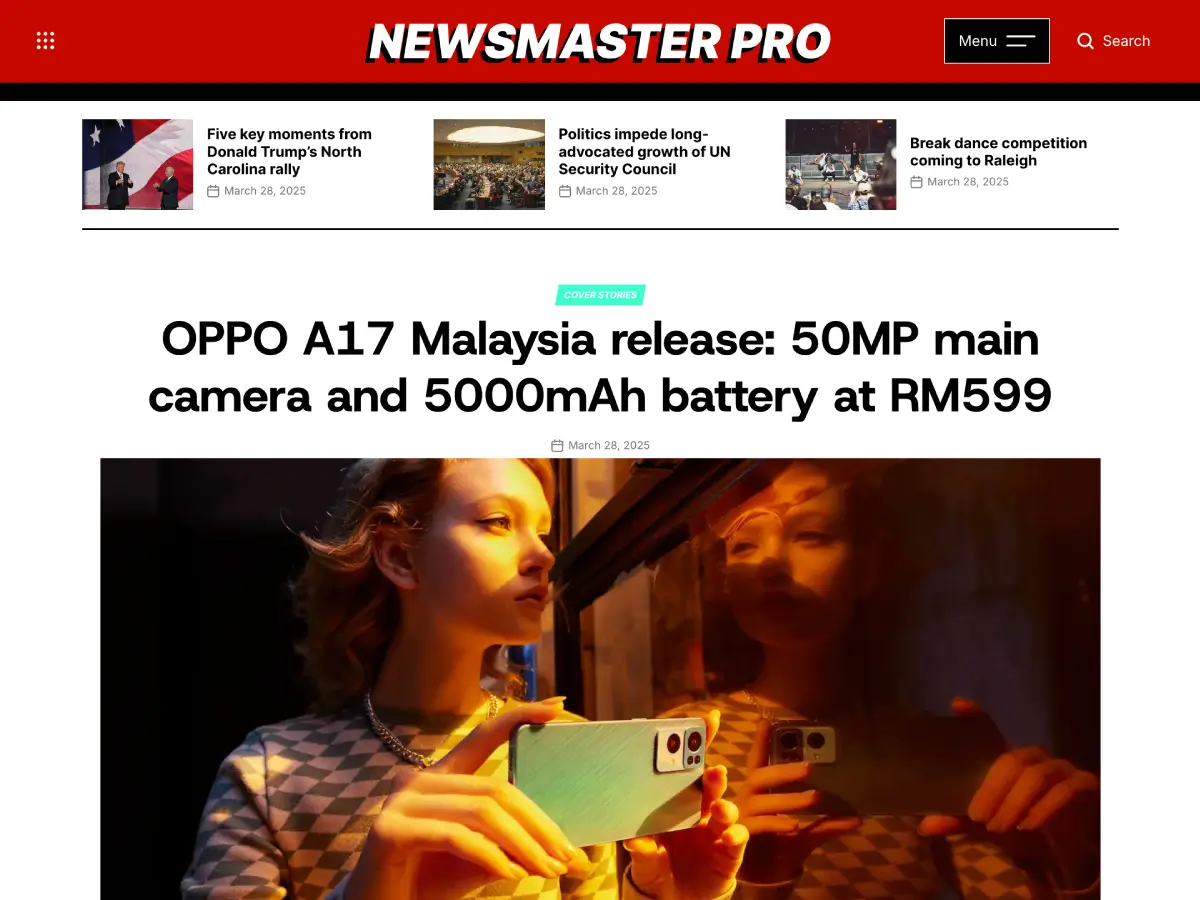 NEWSMASTER PRO
Menu
Search
Five key moments from
Donald Trump’s North
Carolina rally
March 28, 2025
Politics impede long-
advocated growth of UN
Security Council
March 28, 2025
Break dance competition
coming to Raleigh
March 28, 2025
COVER STORIES
OPPO A17 Malaysia release: 50MP main
camera and 5000mAh battery at RM599
March 28, 2025